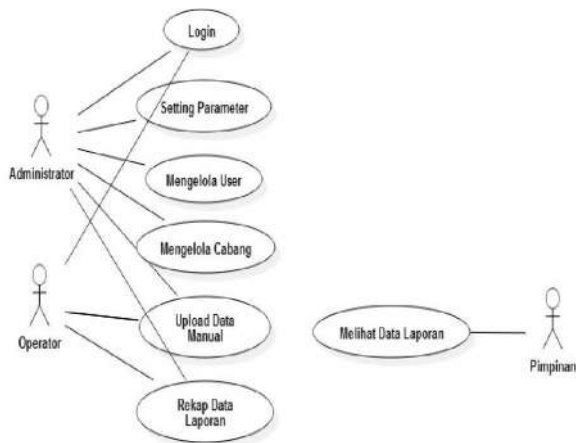 Login
Setting Parameter
Administrator
Mengelola User
Mengelola Cabang
Operator
Upload Data
Manual
Melihat Data Laporan
Pimpinan
Rekap Data
Laporan